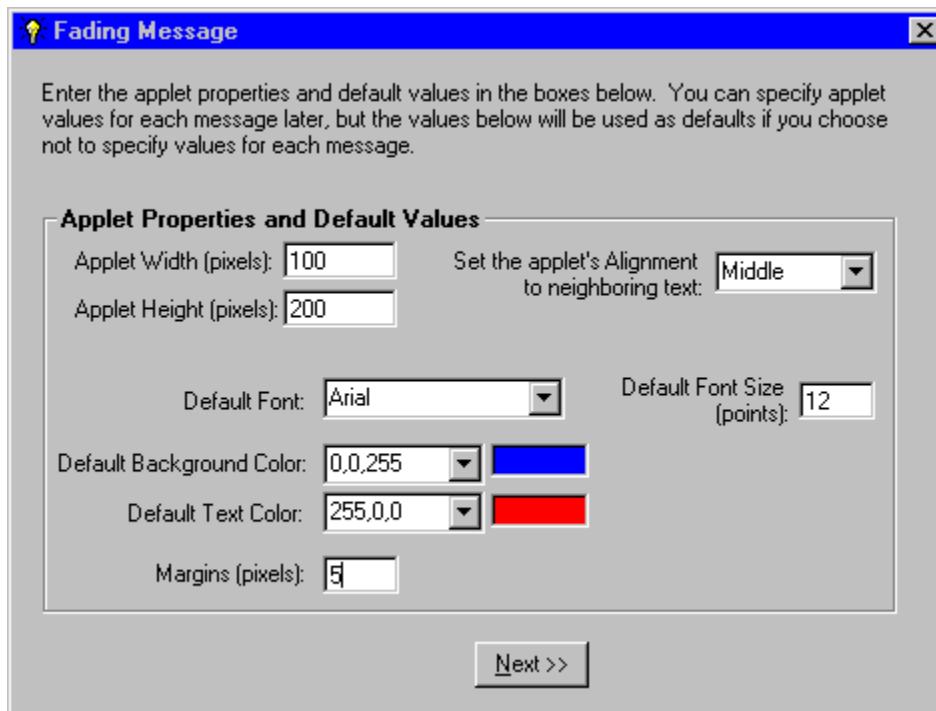 Fading Message
Enter the applet properties and default values in the boxes below.  You can specify applet
values for each message later, but the values below will be used as defaults if you choose
not to specify values for each message.
Applet Properties and Default Values
Applet Width (pixels): 100
Set the applet's Alignment
to neighboring text: Middle
Applet Height (pixels): 200
Default Font: Arial
Default Font Size
(points): 12
Default Background Color: 0,0,255
Default Text Color: 255,0,0
Margins (pixels): 5
Next >>